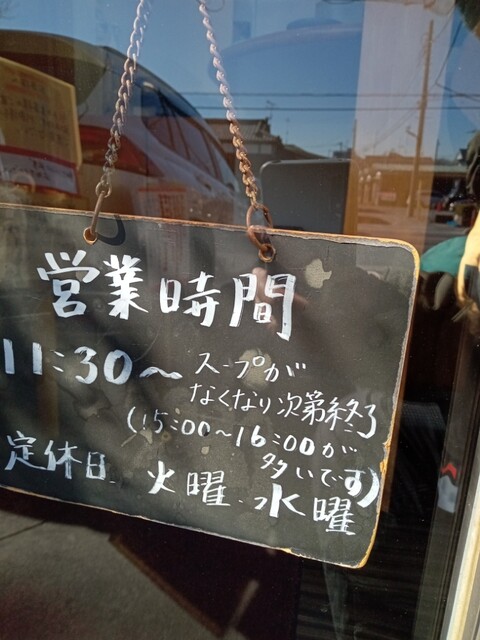 営業時間
11:30〜 スープが
なくなり次第終了
(15:00〜16:00が
多いです)
定休日 火曜.水曜